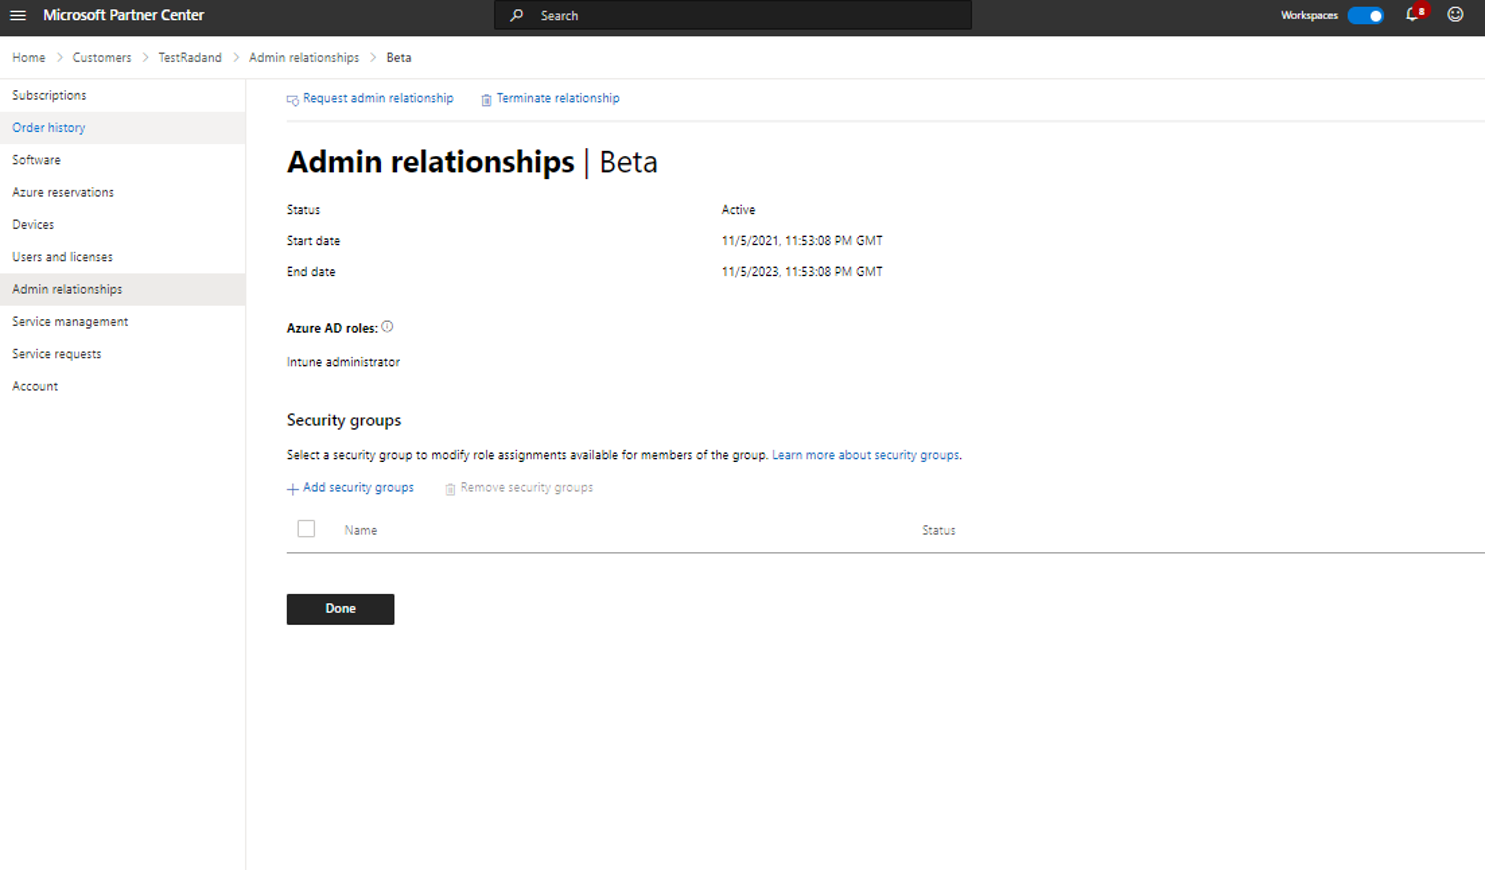 Microsoft Partner Center
Search
Workspaces
8
Home > Customers > TestRadand > Admin relationships > Beta
Subscriptions
Order history
Software
Azure reservations
Devices
Users and licenses
Admin relationships
Service management
Service requests
Account
Request admin relationship
Terminate relationship
Admin relationships | Beta
Status Active
Start date 11/5/2021, 11:53:08 PM GMT
End date 11/5/2023, 11:53:08 PM GMT
Azure AD roles:
Intune administrator
Security groups
Select a security group to modify role assignments available for members of the group. Learn more about security groups.
+ Add security groups
Remove security groups
Name Status
Done